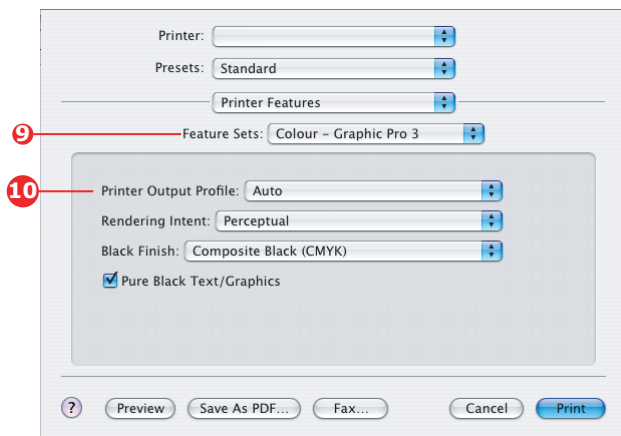 Printer:
Presets: Standard
Printer Features
9 Feature Sets: Colour – Graphic Pro 3
10 Printer Output Profile: Auto
Rendering Intent: Perceptual
Black Finish: Composite Black (CMYK)
Pure Black Text/Graphics
? Preview Save As PDF... Fax... Cancel Print